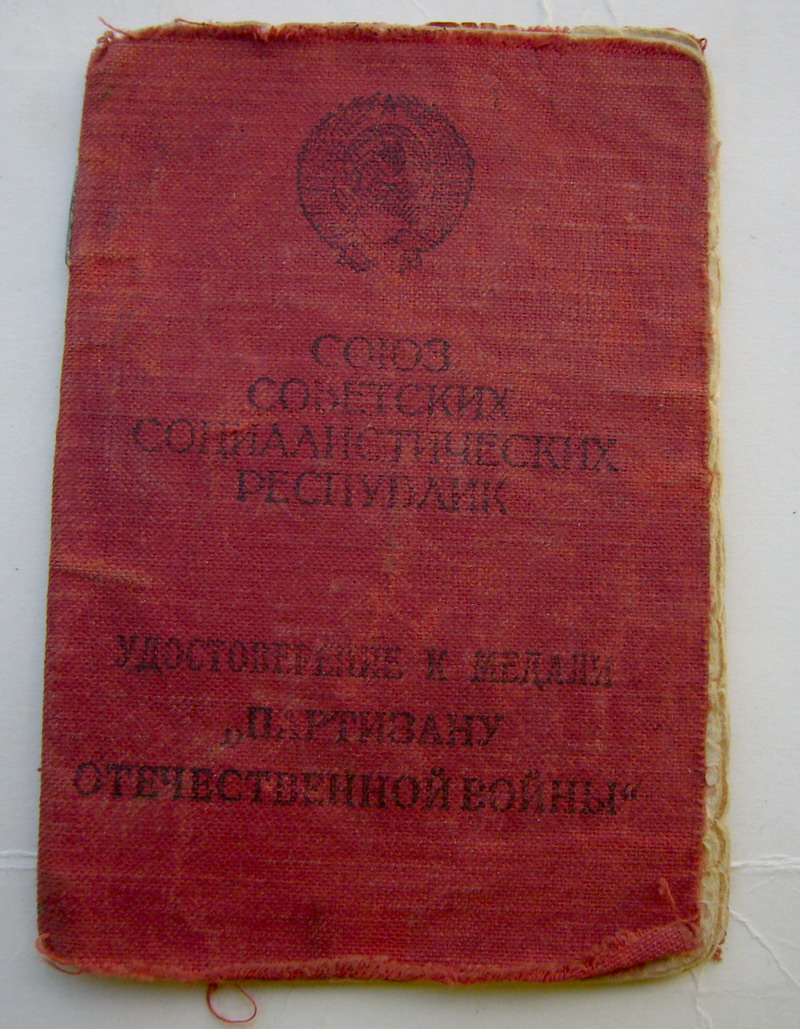 СОЮЗ
СОВЕТСКИХ
СОЦИАЛИСТИЧЕСКИХ
РЕСПУБЛИК
УДОСТОВЕРЕНИЕ К МЕДАЛИ
„ПАРТИЗАНУ
ОТЕЧЕСТВЕННОЙ ВОЙНЫ“